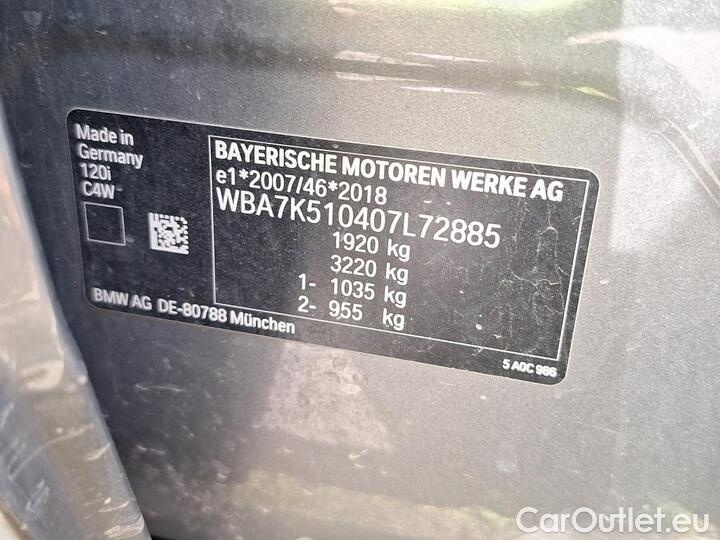 Made in
Germany
120i
C4W
BMW AG DE-80788 München
BAYERISCHE MOTOREN WERKE AG
e1*2007/46*2018
WBA7K510407L72885
1920 kg
3220 kg
1- 1035 kg
2- 955 kg
5 A0C 986
CarOutlet.eu